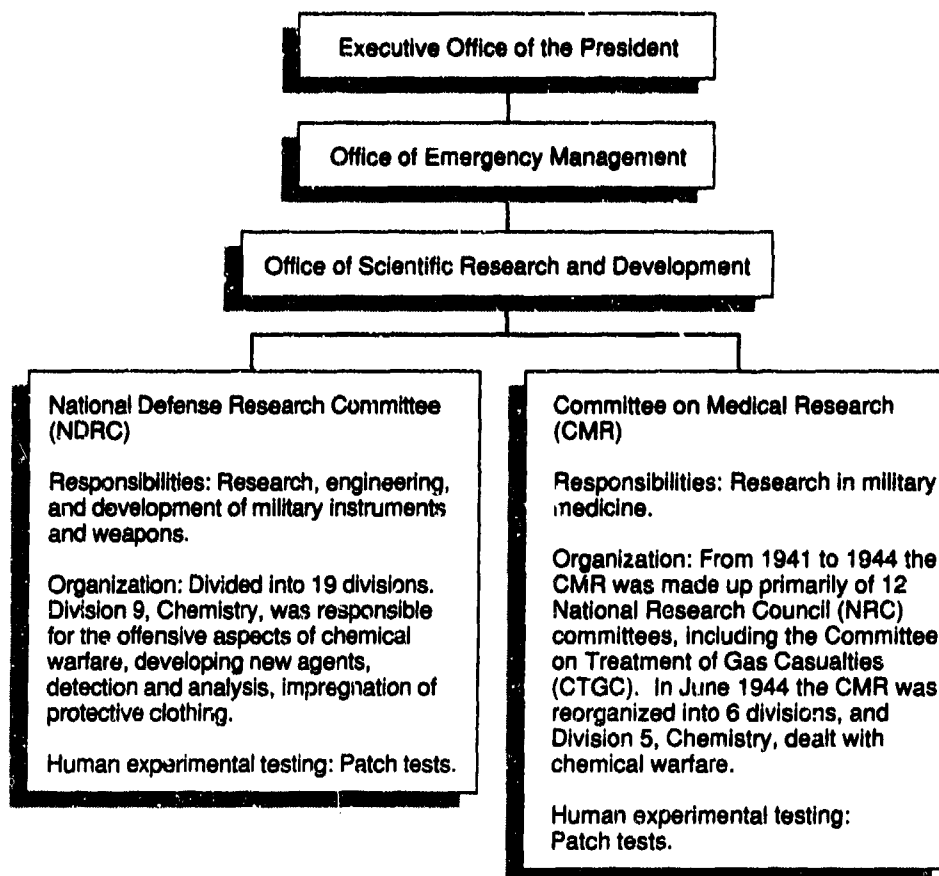 Executive Office of the President
Office of Emergency Management
Office of Scientific Research and Development
National Defense Research Committee
(NDRC)
Responsibilities: Research, engineering,
and development of military instruments
and weapons.
Organization: Divided into 19 divisions.
Division 9, Chemistry, was responsible
for the offensive aspects of chemical
warfare, developing new agents,
detection and analysis, impregnation of
protective clothing.
Human experimental testing: Patch tests.
Committee on Medical Research
(CMR)
Responsibilities: Research in military
medicine.
Organization: From 1941 to 1944 the
CMR was made up primarily of 12
National Research Council (NRC)
committees, including the Committee
on Treatment of Gas Casualties
(CTGC). In June 1944 the CMR was
reorganized into 6 divisions, and
Division 5, Chemistry, dealt with
chemical warfare.
Human experimental testing:
Patch tests.